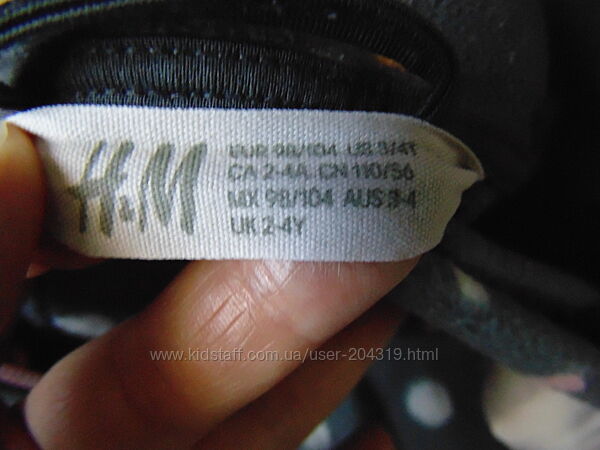 H&M
EUR 98/104 US 3/4T
CA 2-4A CN 110/56
MX 98/104 AUS 3-4
UK 2-4Y
www.kidstaff.com.ua/user-204319.html